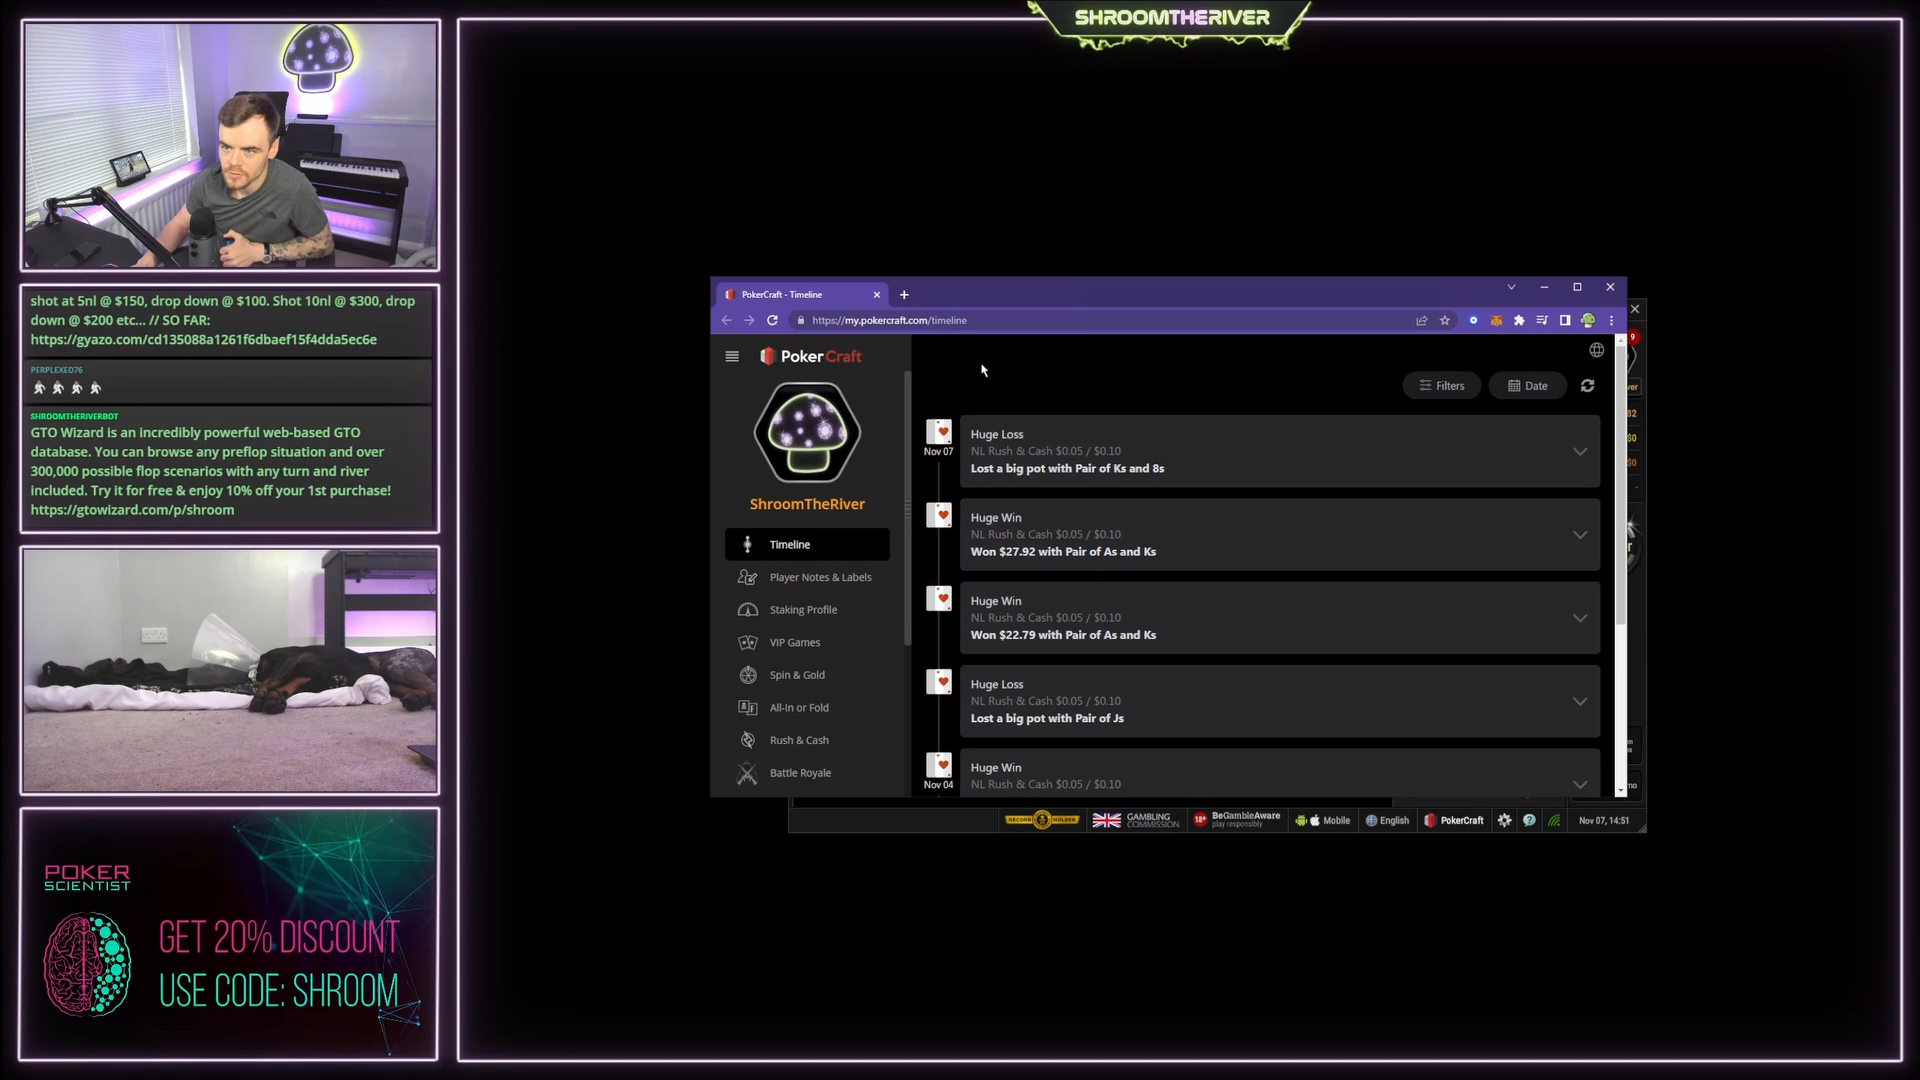 SHROOMTHERIVER
shot at 5nl @ $150, drop down @ $100. Shot 10nl @ $300, drop
down @ $200 etc... // SO FAR:
https://gyazo.com/cd135088a1261f6dbaef15f4dda5ec6e
PERPLEXED76
SHROOMTHERIVERBOT
GTO Wizard is an incredibly powerful web-based GTO
database. You can browse any preflop situation and over
300,000 possible flop scenarios with any turn and river
included. Try it for free & enjoy 10% off your 1st purchase!
https://gtowizard.com/p/shroom
POKER
SCIENTIST
GET 20% DISCOUNT
USE CODE: SHROOM
PokerCraft - Timeline
https://my.pokercraft.com/timeline
PokerCraft
ShroomTheRiver
Timeline
Player Notes & Labels
Staking Profile
VIP Games
Spin & Gold
All-In or Fold
Rush & Cash
Battle Royale
Filters
Date
Nov 07
Huge Loss
NL Rush & Cash $0.05 / $0.10
Lost a big pot with Pair of Ks and 8s
Huge Win
NL Rush & Cash $0.05 / $0.10
Won $27.92 with Pair of As and Ks
Huge Win
NL Rush & Cash $0.05 / $0.10
Won $22.79 with Pair of As and Ks
Huge Loss
NL Rush & Cash $0.05 / $0.10
Lost a big pot with Pair of Js
Nov 04
Huge Win
NL Rush & Cash $0.05 / $0.10
9
RECORD HOLDER
GAMBLING
COMMISSION
18+
BeGambleAware
play responsibly
Mobile
English
PokerCraft
Nov 07, 14:51